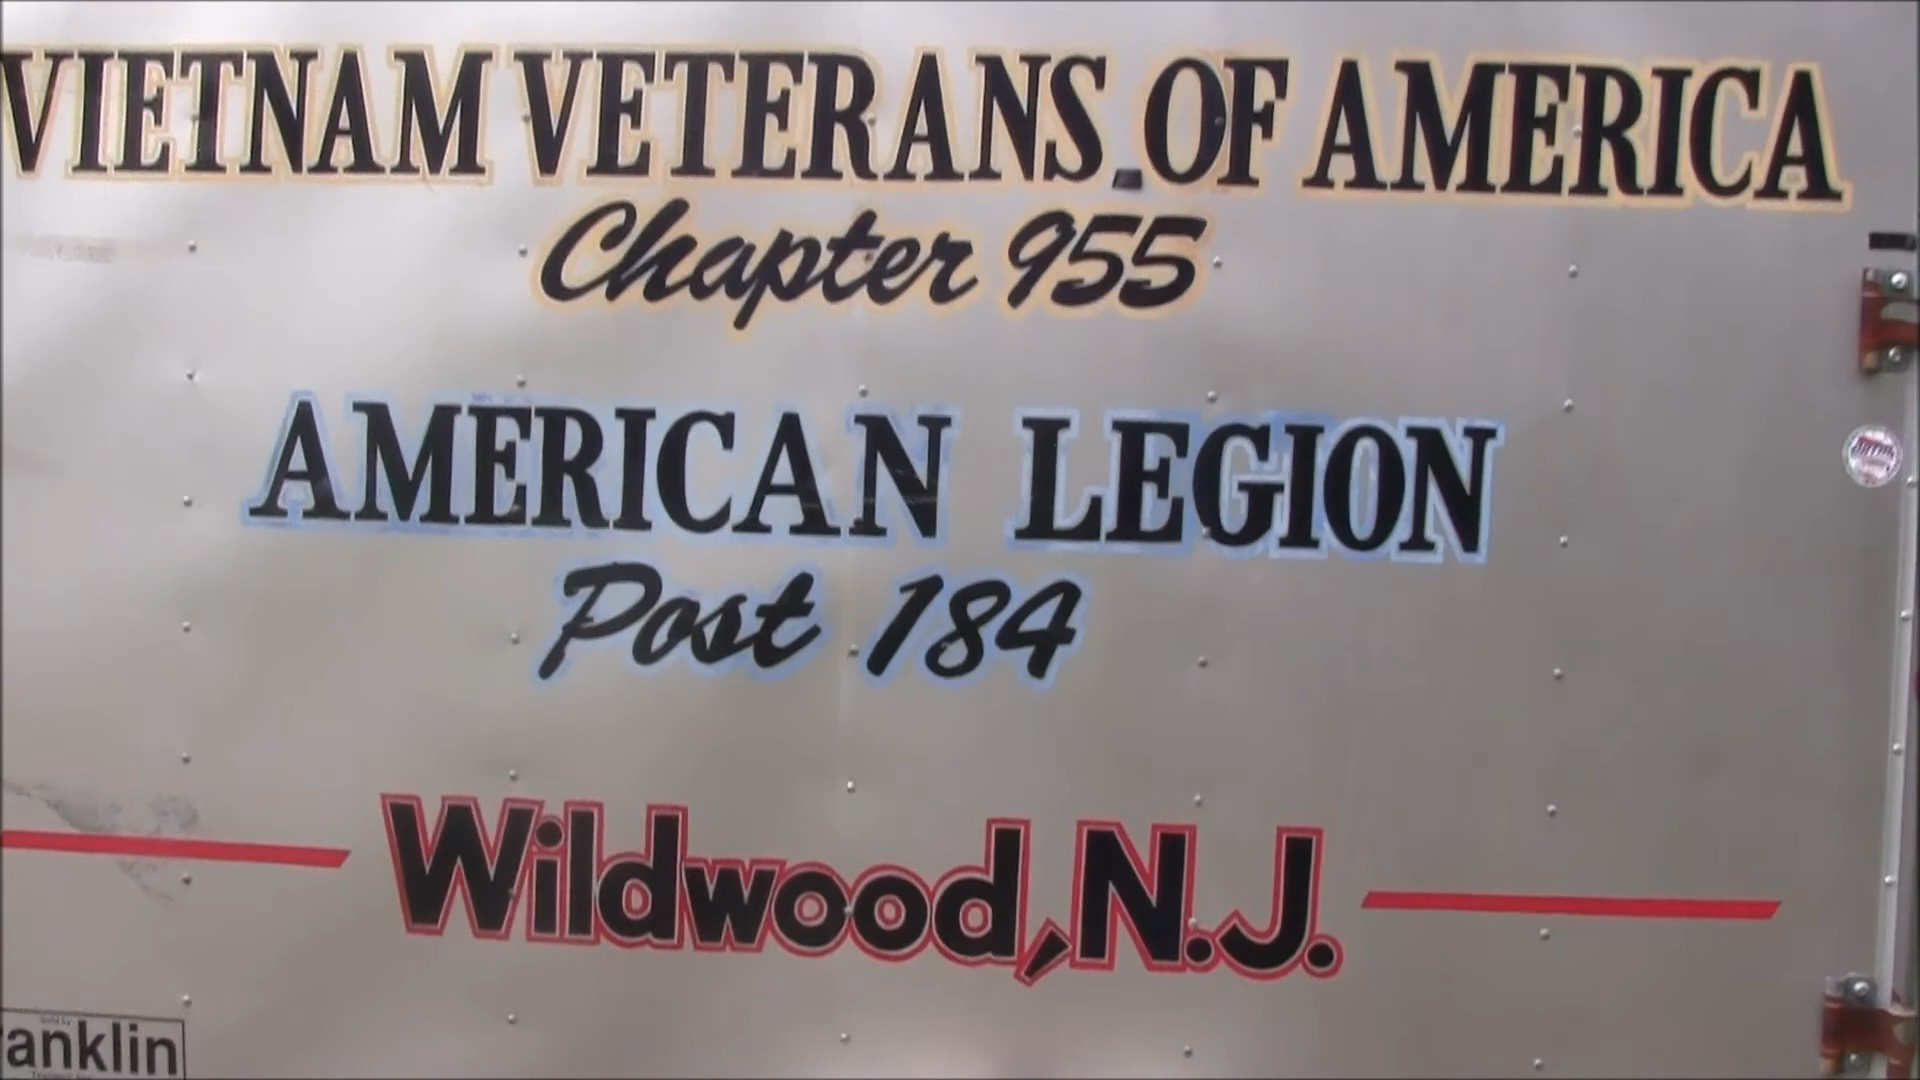 VIETNAM VETERANS OF AMERICA
Chapter 955
AMERICAN LEGION
Post 184
Wildwood, N.J.
anklin